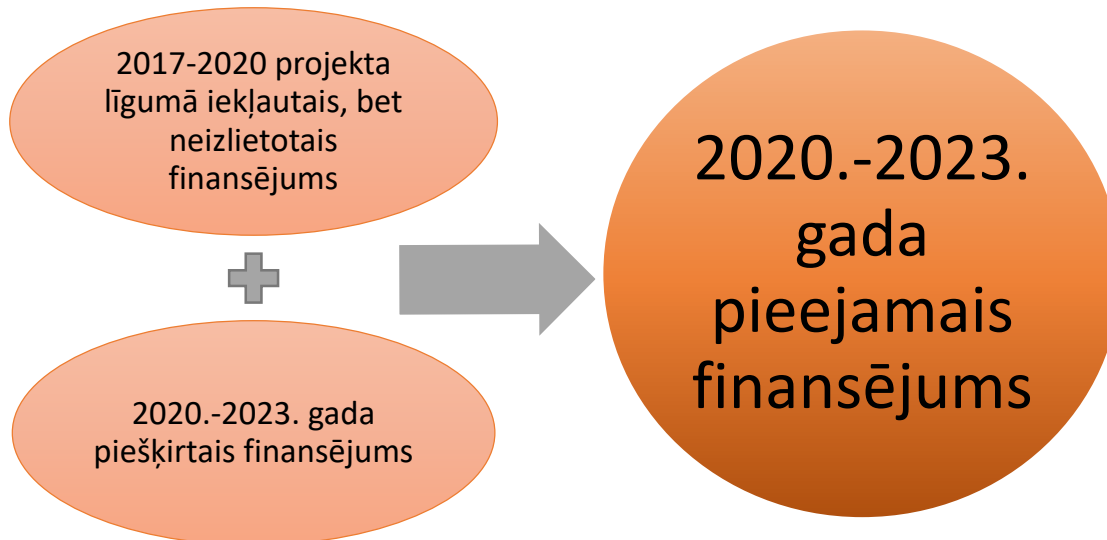 2017-2020 projekta
līgumā iekļautais, bet
neizlietotais
finansējums
2020.-2023. gada
piešķirtais finansējums
2020.-2023.
gada
pieejamais
finansējums